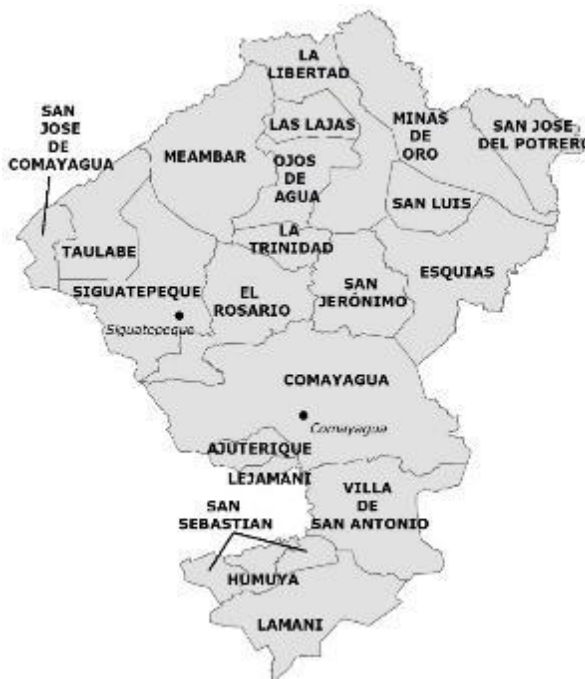 LA
LIBERTAD
SAN
JOSE
DE
COMAYAGUA
LAS LAJAS
MINAS
DE
ORO
SAN JOSE
DEL POTRERO
MEAMBAR
OJOS
DE
AGUA
SAN LUIS
LA
TRINIDAD
TAULABE
ESQUIAS
SIGUATEPEQUE
EL
ROSARIO
SAN
JERÓNIMO
Siguatepeque
COMAYAGUA
Comayagua
AJUTERIQUE
LEJAMANI
VILLA
DE
SAN ANTONIO
SAN
SEBASTIAN
HUMUYA
LAMANI